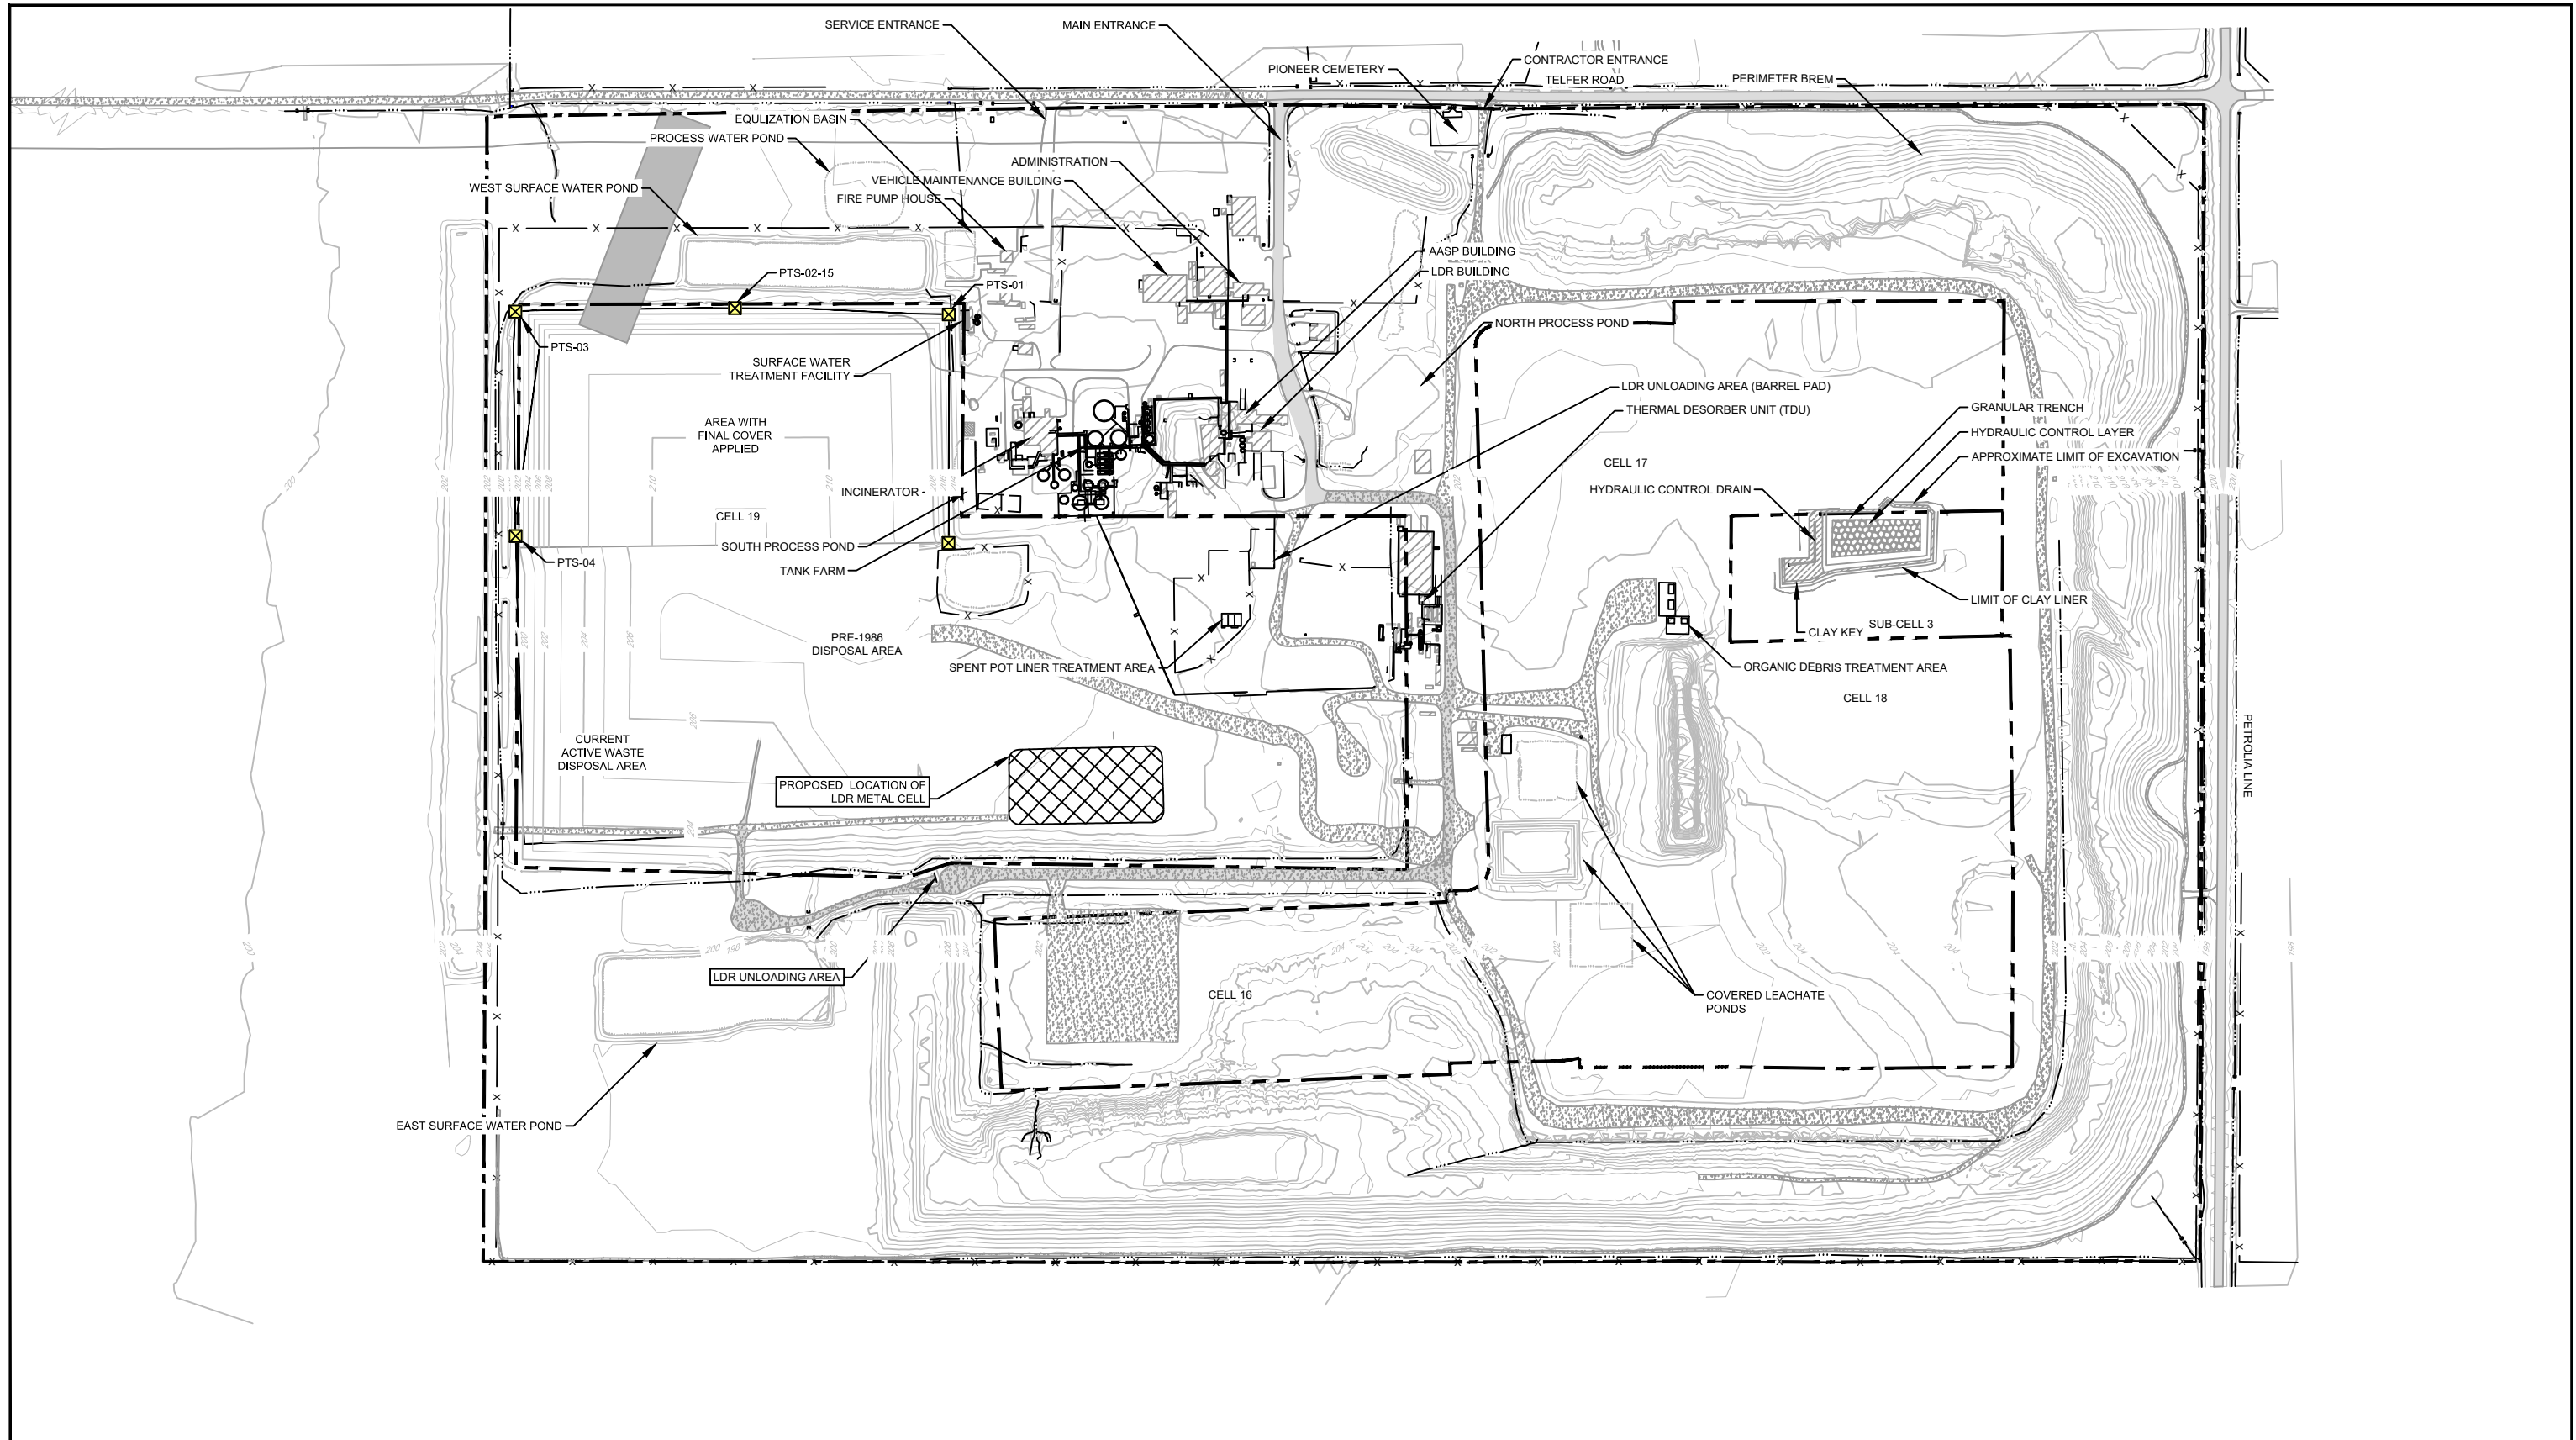 SERVICE ENTRANCE
MAIN ENTRANCE
CONTRACTOR ENTRANCE
PIONEER CEMETERY
TELFER ROAD
PERIMETER BREM
EQULIZATION BASIN
PROCESS WATER POND
ADMINISTRATION
VEHICLE MAINTENANCE BUILDING
WEST SURFACE WATER POND
FIRE PUMP HOUSE
AASP BUILDING
LDR BUILDING
PTS-02-15
PTS-01
NORTH PROCESS POND
PTS-03
SURFACE WATER
TREATMENT FACILITY
LDR UNLOADING AREA (BARREL PAD)
THERMAL DESORBER UNIT (TDU)
GRANULAR TRENCH
HYDRAULIC CONTROL LAYER
APPROXIMATE LIMIT OF EXCAVATION
AREA WITH
FINAL COVER
APPLIED
CELL 17
HYDRAULIC CONTROL DRAIN
INCINERATOR
CELL 19
SOUTH PROCESS POND
PTS-04
TANK FARM
LIMIT OF CLAY LINER
SUB-CELL 3
CLAY KEY
PRE-1986
DISPOSAL AREA
SPENT POT LINER TREATMENT AREA
ORGANIC DEBRIS TREATMENT AREA
CELL 18
CURRENT
ACTIVE WASTE
DISPOSAL AREA
PETROLIA LINE
PROPOSED LOCATION OF
LDR METAL CELL
LDR UNLOADING AREA
CELL 16
COVERED LEACHATE
PONDS
EAST SURFACE WATER POND